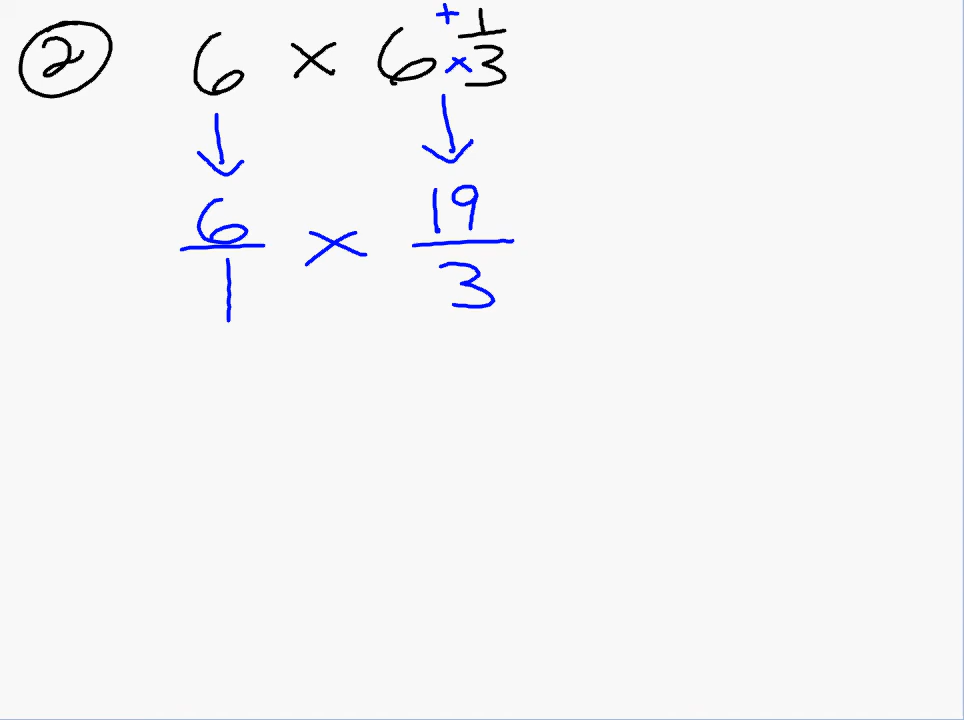 ② 6 × 6 + × 1/3
↓ ↓
6/1 × 19/3